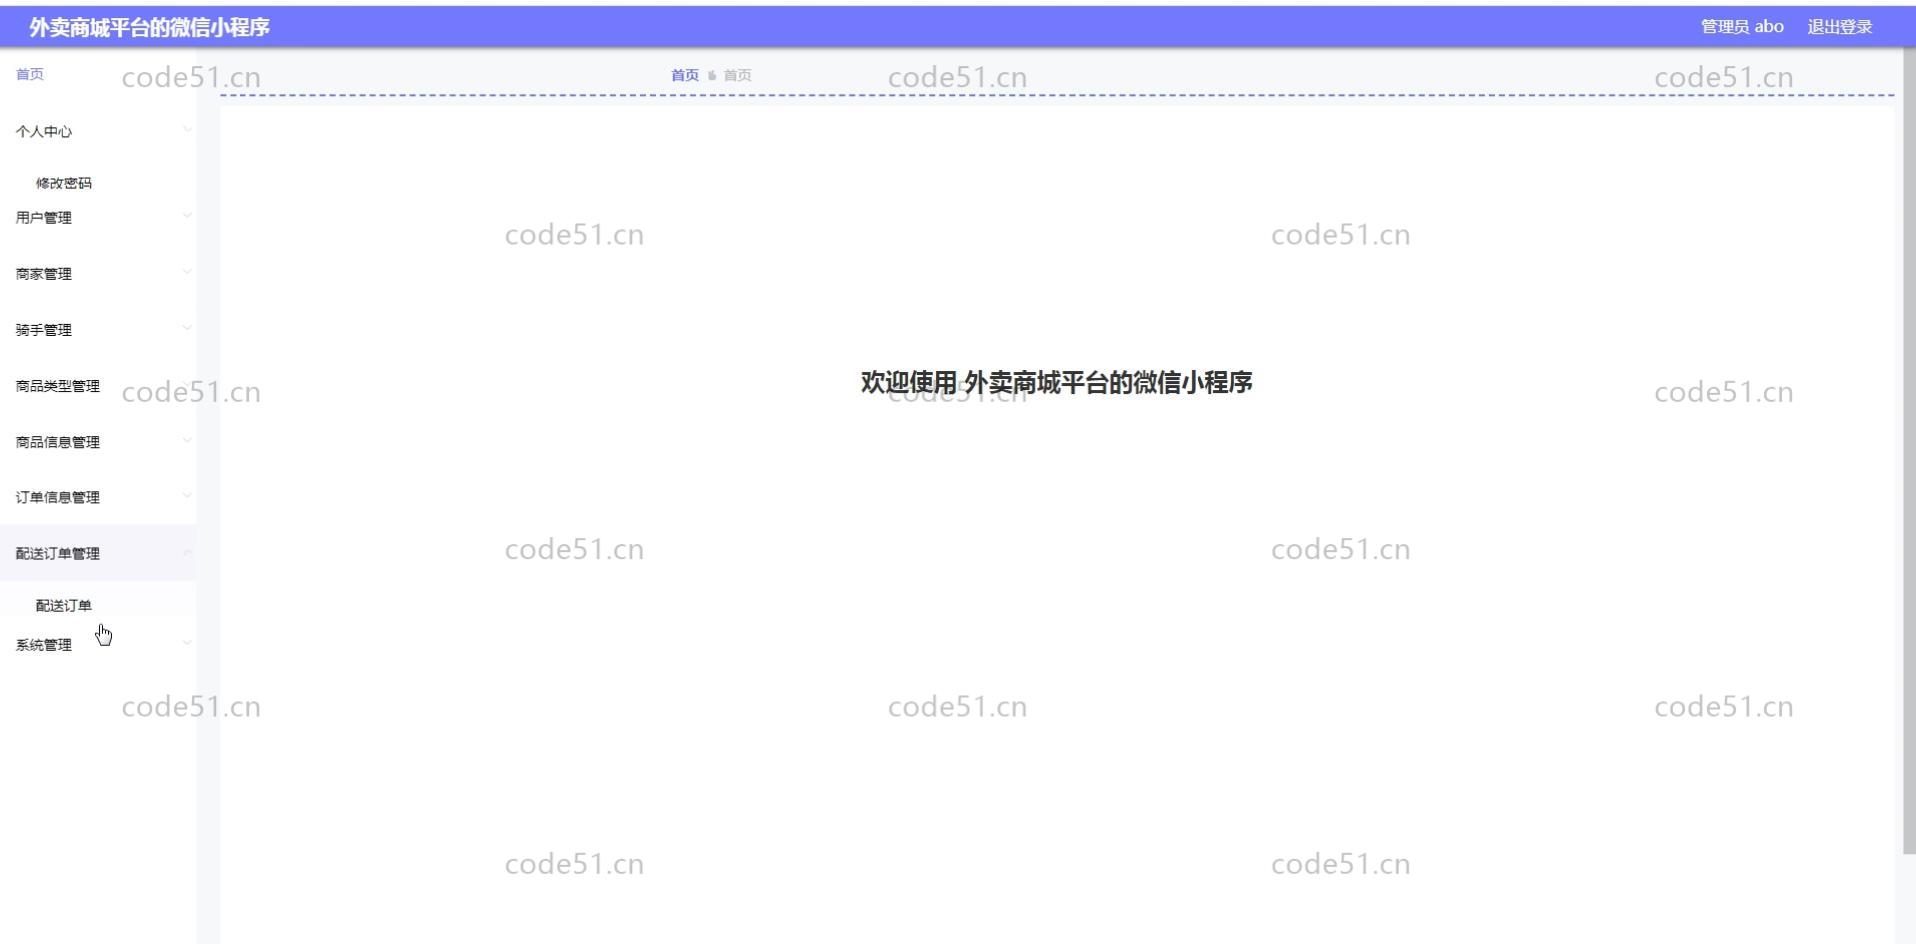 外卖商城平台的微信小程序
管理员 abo 退出登录
首页
code51.cn
首页 首页
code51.cn
code51.cn
个人中心
修改密码
用户管理
code51.cn
code51.cn
商家管理
骑手管理
商品类型管理
code51.cn
欢迎使用 外卖商城平台的微信小程序
code51.cn
code51.cn
商品信息管理
订单信息管理
配送订单管理
code51.cn
code51.cn
配送订单
系统管理
code51.cn
code51.cn
code51.cn
code51.cn
code51.cn